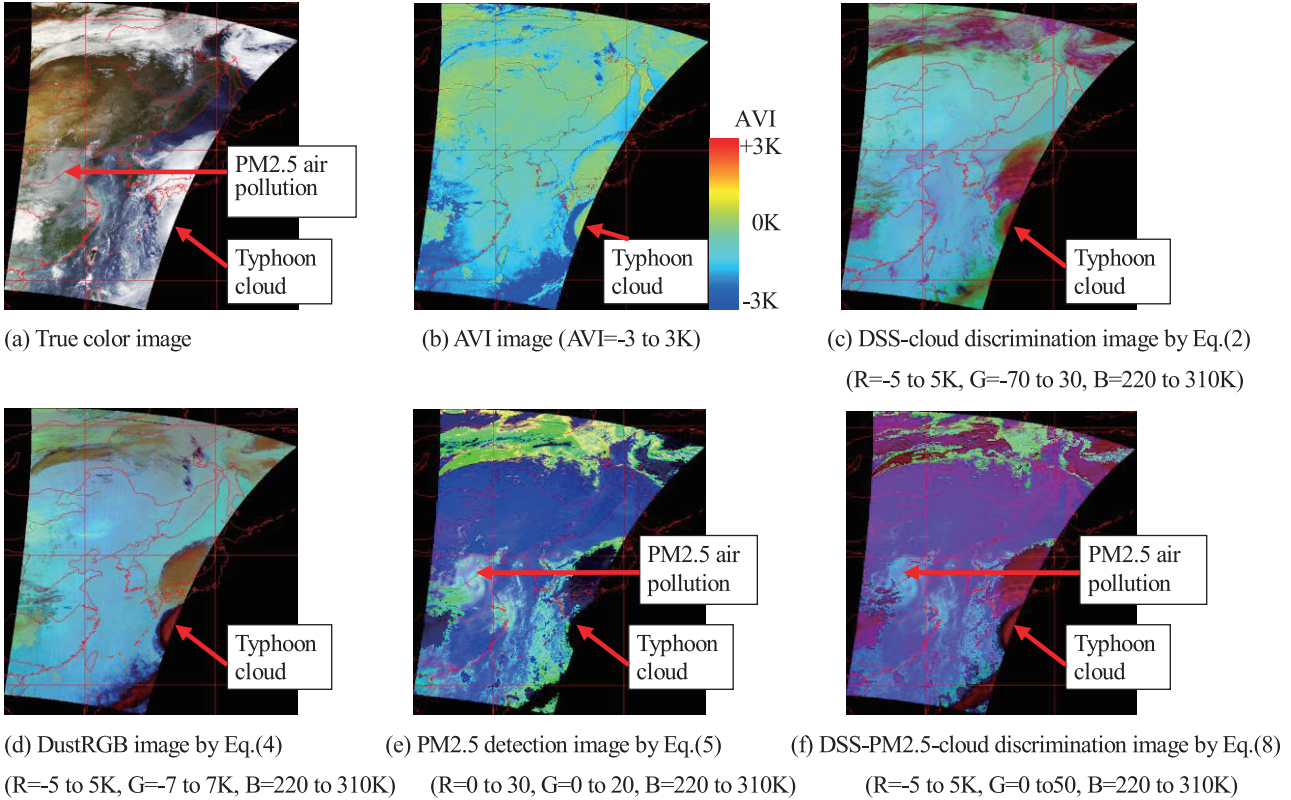 PM2.5 air
pollution
Typhoon
cloud
(a) True color image
AVI
+3K
0K
-3K
Typhoon
cloud
(b) AVI image (AVI=-3 to 3K)
Typhoon
cloud
(c) DSS-cloud discrimination image by Eq.(2)
(R=-5 to 5K, G=-70 to 30, B=220 to 310K)
Typhoon
cloud
(d) DustRGB image by Eq.(4)
(R=-5 to 5K, G=-7 to 7K, B=220 to 310K)
PM2.5 air
pollution
Typhoon
cloud
(e) PM2.5 detection image by Eq.(5)
(R=0 to 30, G=0 to 20, B=220 to 310K)
PM2.5 air
pollution
Typhoon
cloud
(f) DSS-PM2.5-cloud discrimination image by Eq.(8)
(R=-5 to 5K, G=0 to50, B=220 to 310K)